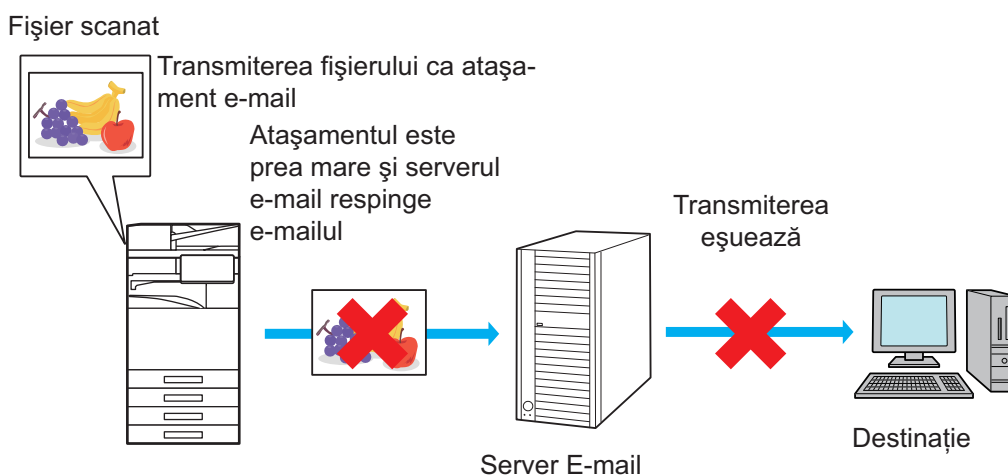 Fişier scanat
Transmiterea fişierului ca ataşa-
ment e-mail
Ataşamentul este
prea mare şi serverul
e-mail respinge
e-mailul
Transmiterea
eşuează
Server E-mail
Destinaţie